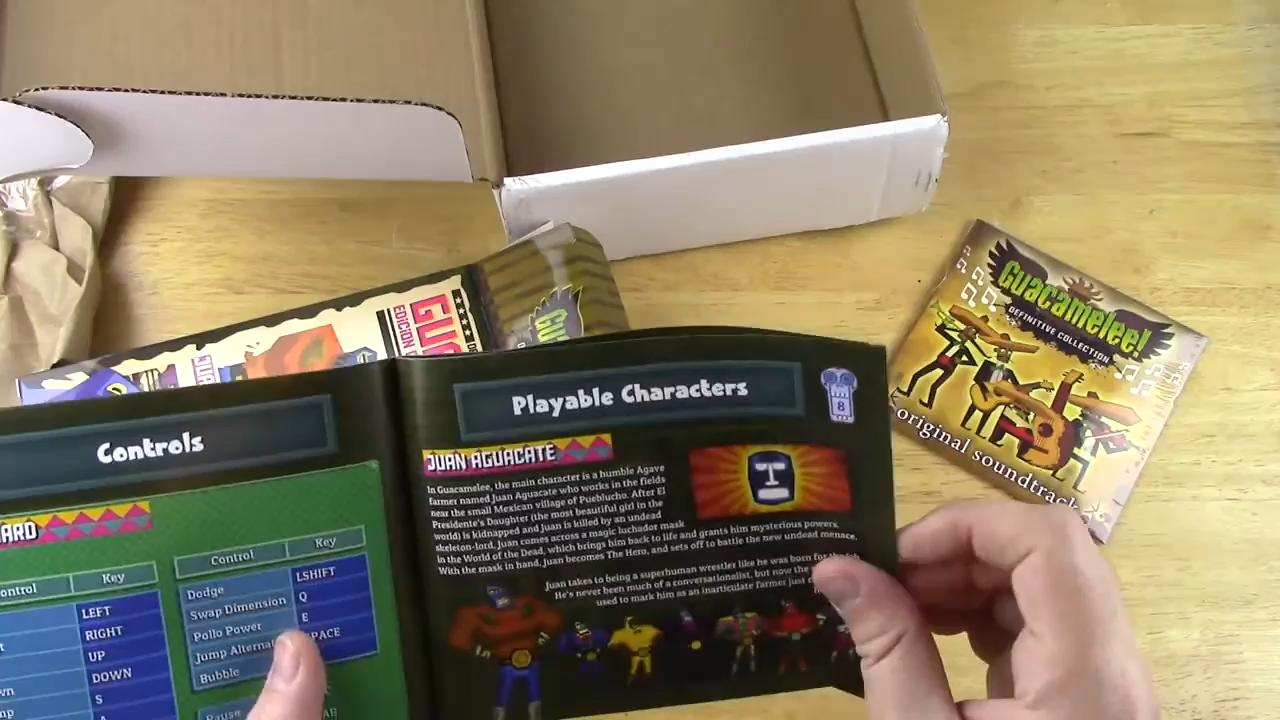 GUA
EDICION
Guacamelee!
DEFINITIVE COLLECTION
original soundtrack
Controls
Key
LEFT
RIGHT
UP
DOWN
S
A
Control Key
Dodge LSHIFT
Swap Dimension Q
Pollo Power E
Bubble
Pause
Playable Characters
8
JUAN AGUACATE
In Guacamelee, the main character is a humble Agave
farmer named Juan Aguacate who works in the fields
near the small Mexican village of Pueblucho. After El
Presidente's Daughter (the most beautiful girl in the
world) is kidnapped and Juan is killed by an undead
skeleton-lord, Juan comes across a magic luchador mask
in the World of the Dead, which brings him back to life and grants him mysterious powers.
With the mask in hand, Juan becomes The Hero, and sets off to battle the new undead menace.
Juan takes to being a superhuman wrestler like he was born for
He's never been much of a conversationalist, but now the
used to mark him as an inarticulate farmer just